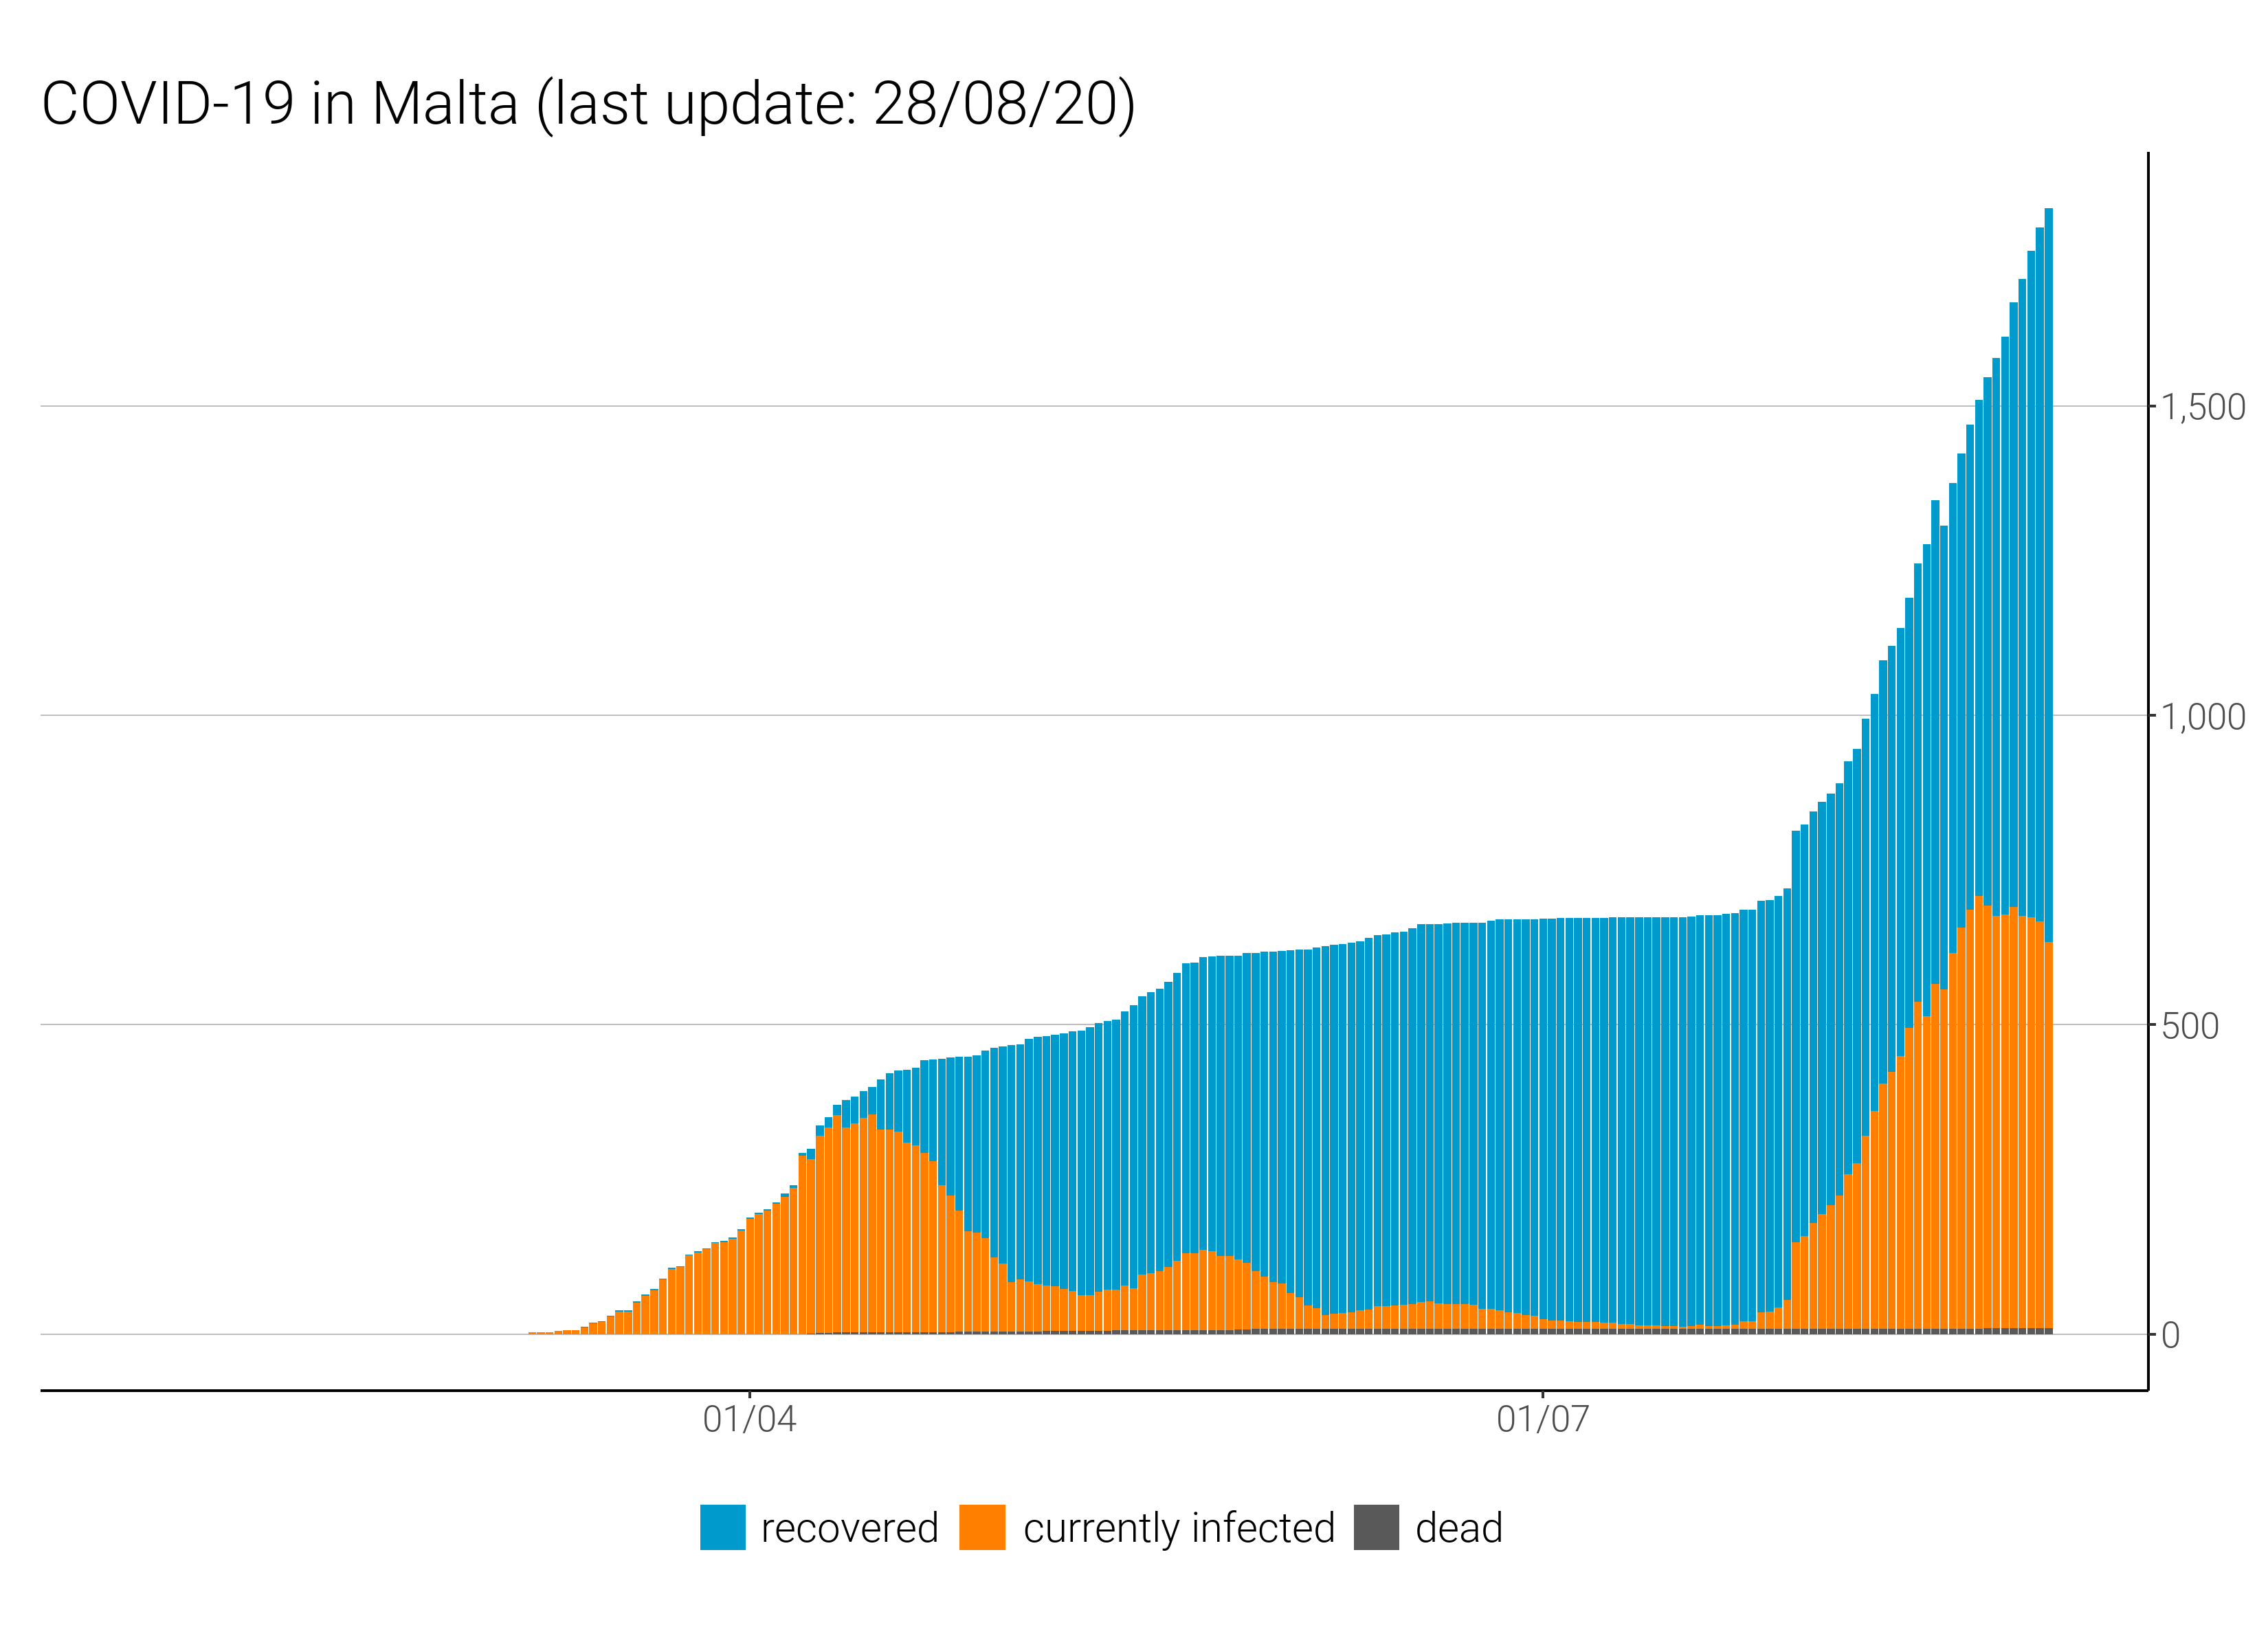 COVID-19 in Malta (last update: 28/08/20)
1,500
1,000
500
0
01/04 01/07
recovered currently infected dead